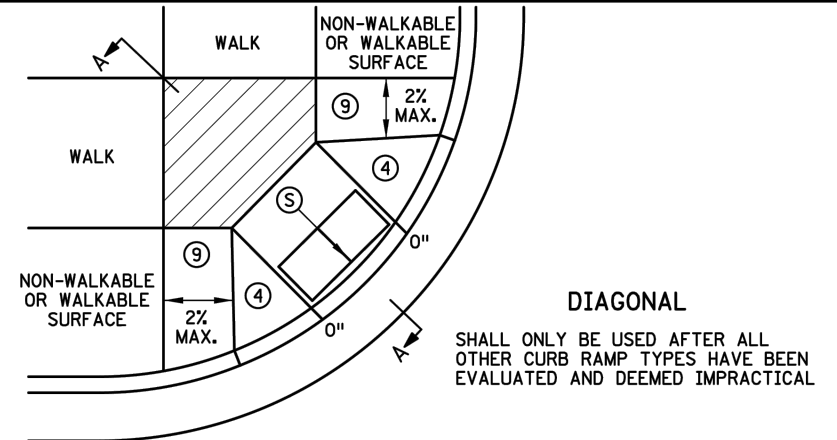 WALK
NON-WALKABLE
OR WALKABLE
SURFACE
A
9
2%
MAX.
WALK
4
S
0"
9
NON-WALKABLE
OR WALKABLE
SURFACE
4
2%
MAX.
0"
A
DIAGONAL
SHALL ONLY BE USED AFTER ALL
OTHER CURB RAMP TYPES HAVE BEEN
EVALUATED AND DEEMED IMPRACTICAL